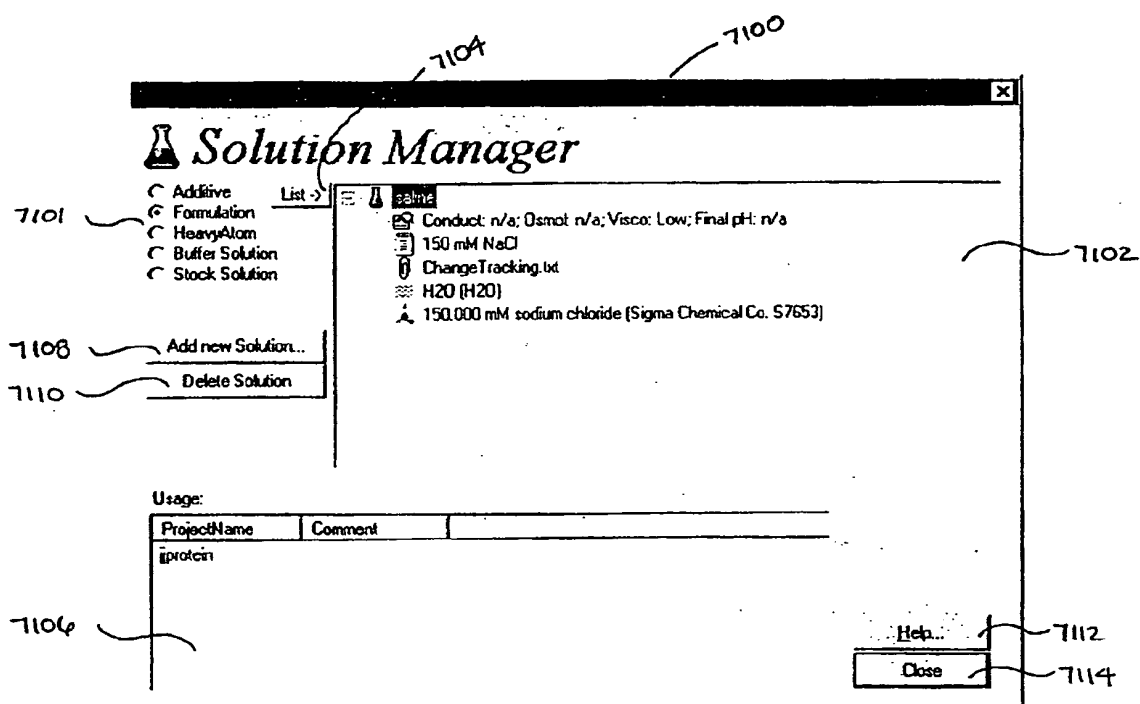 7104
7100
Solution Manager
Additive
List ->
Formulation
HeavyAtom
Buffer Solution
Stock Solution
7101
Conduct: n/a; Osmot: n/a; Visco: Low; Final pH: n/a
150 mM NaCl
ChangeTracking.txt
H2O (H2O)
150.000 mM sodium chloride (Sigma Chemical Co. S7653)
7102
7108
Add new Solution...
7110
Delete Solution
Usage:
ProjectName
Comment
7106
Help...
7112
Close
7114